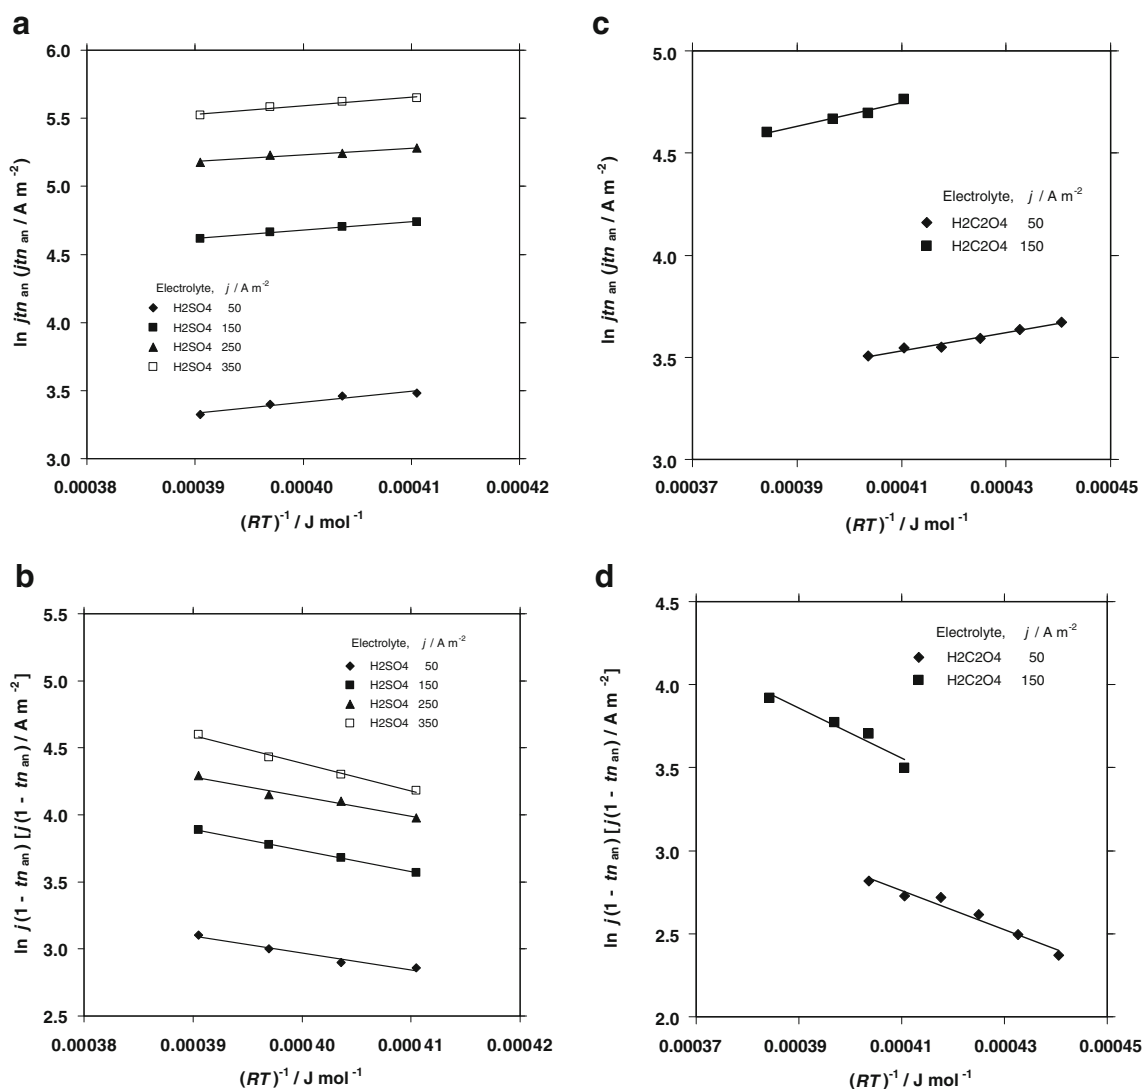 a
6.0
5.5
5.0
4.5
4.0
3.5
3.0
ln jtn an (jtn an / A m-2)
Electrolyte, j / A m-2
H2SO4 50
H2SO4 150
H2SO4 250
H2SO4 350
0.00038 0.00039 0.00040 0.00041 0.00042
(RT)-1 / J mol-1
c
5.0
4.5
4.0
3.5
3.0
ln jtn an (jtn an / A m-2)
Electrolyte, j / A m-2
H2C2O4 50
H2C2O4 150
0.00037 0.00039 0.00041 0.00043 0.00045
(RT)-1 / J mol-1
b
5.5
5.0
4.5
4.0
3.5
3.0
2.5
ln j (1 - tn an) [j (1 - tn an) / A m-2]
Electrolyte, j / A m-2
H2SO4 50
H2SO4 150
H2SO4 250
H2SO4 350
0.00038 0.00039 0.00040 0.00041 0.00042
(RT)-1 / J mol-1
d
4.5
4.0
3.5
3.0
2.5
2.0
ln j (1 - tn an) [j (1 - tn an) / A m-2]
Electrolyte, j / A m-2
H2C2O4 50
H2C2O4 150
0.00037 0.00039 0.00041 0.00043 0.00045
(RT)-1 / J mol-1